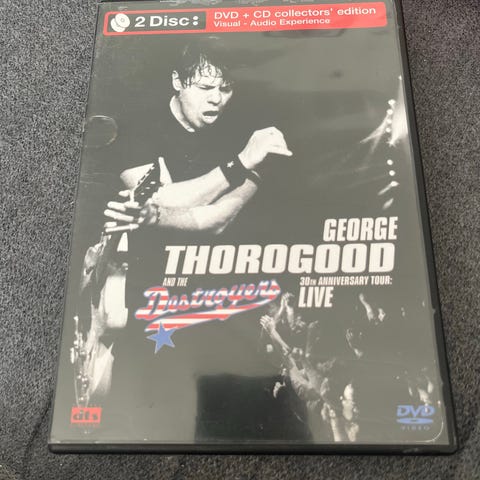 2 Disc:
DVD + CD collectors' edition
Visual - Audio Experience
GEORGE
THOROGOOD
AND THE
Destroyers
30TH ANNIVERSARY TOUR:
LIVE
dts
DVD
VIDEO